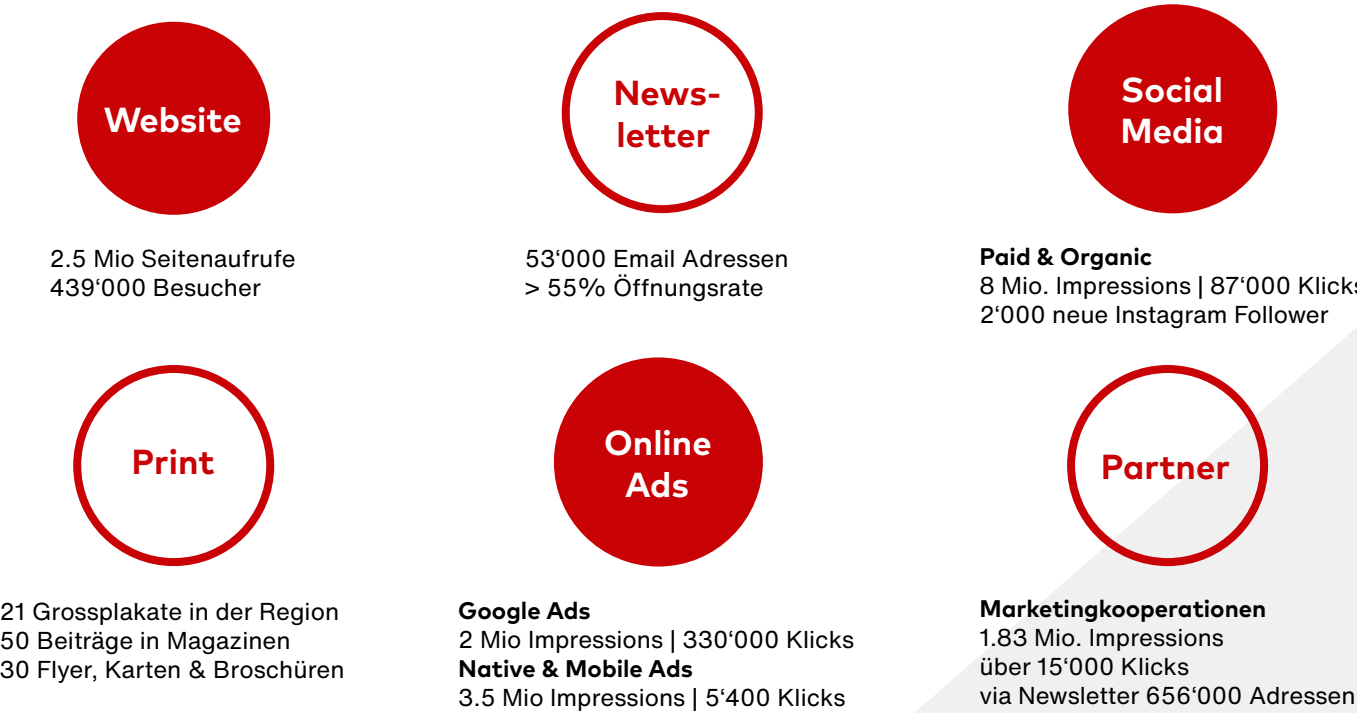 Website
2.5 Mio Seitenaufrufe
439‘000 Besucher
News-
letter
53‘000 Email Adressen
> 55% Öffnungsrate
Social
Media
Paid & Organic
8 Mio. Impressions | 87‘000 Klicks
2‘000 neue Instagram Follower
Print
21 Grossplakate in der Region
50 Beiträge in Magazinen
30 Flyer, Karten & Broschüren
Online
Ads
Google Ads
2 Mio Impressions | 330‘000 Klicks
Native & Mobile Ads
3.5 Mio Impressions | 5‘400 Klicks
Partner
Marketingkooperationen
1.83 Mio. Impressions
über 15‘000 Klicks
via Newsletter 656‘000 Adressen